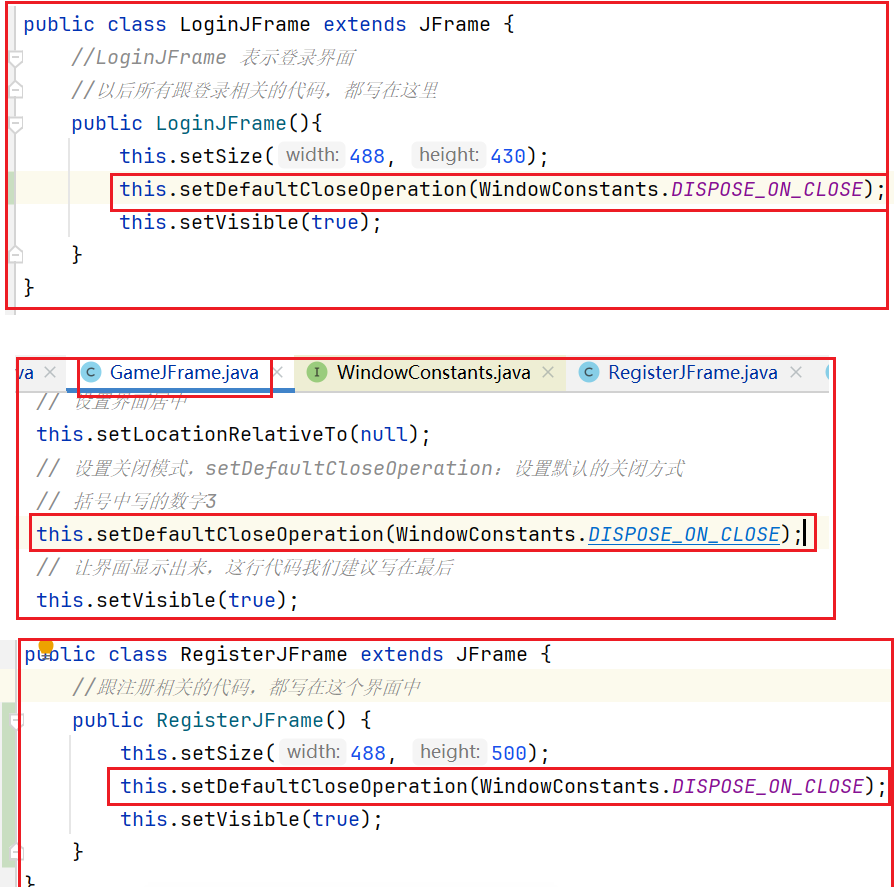 public class LoginJFrame extends JFrame {
//LoginJFrame 表示登录界面
//以后所有跟登录相关的代码，都写在这里
public LoginJFrame(){
this.setSize( width: 488, height: 430);
this.setDefaultCloseOperation(WindowConstants.DISPOSE_ON_CLOSE);
this.setVisible(true);
}
}
va × C GameJFrame.java × I WindowConstants.java × C RegisterJFrame.java ×
// 设置界面居中
this.setLocationRelativeTo(null);
// 设置关闭模式．setDefaultCloseOperation：设置默认的关闭方式
// 括号中写的数字3
this.setDefaultCloseOperation(WindowConstants.DISPOSE_ON_CLOSE);
// 让界面显示出来，这行代码我们建议写在最后
this.setVisible(true);
public class RegisterJFrame extends JFrame {
//跟注册相关的代码，都写在这个界面中
public RegisterJFrame() {
this.setSize( width: 488, height: 500);
this.setDefaultCloseOperation(WindowConstants.DISPOSE_ON_CLOSE);
this.setVisible(true);
}
}